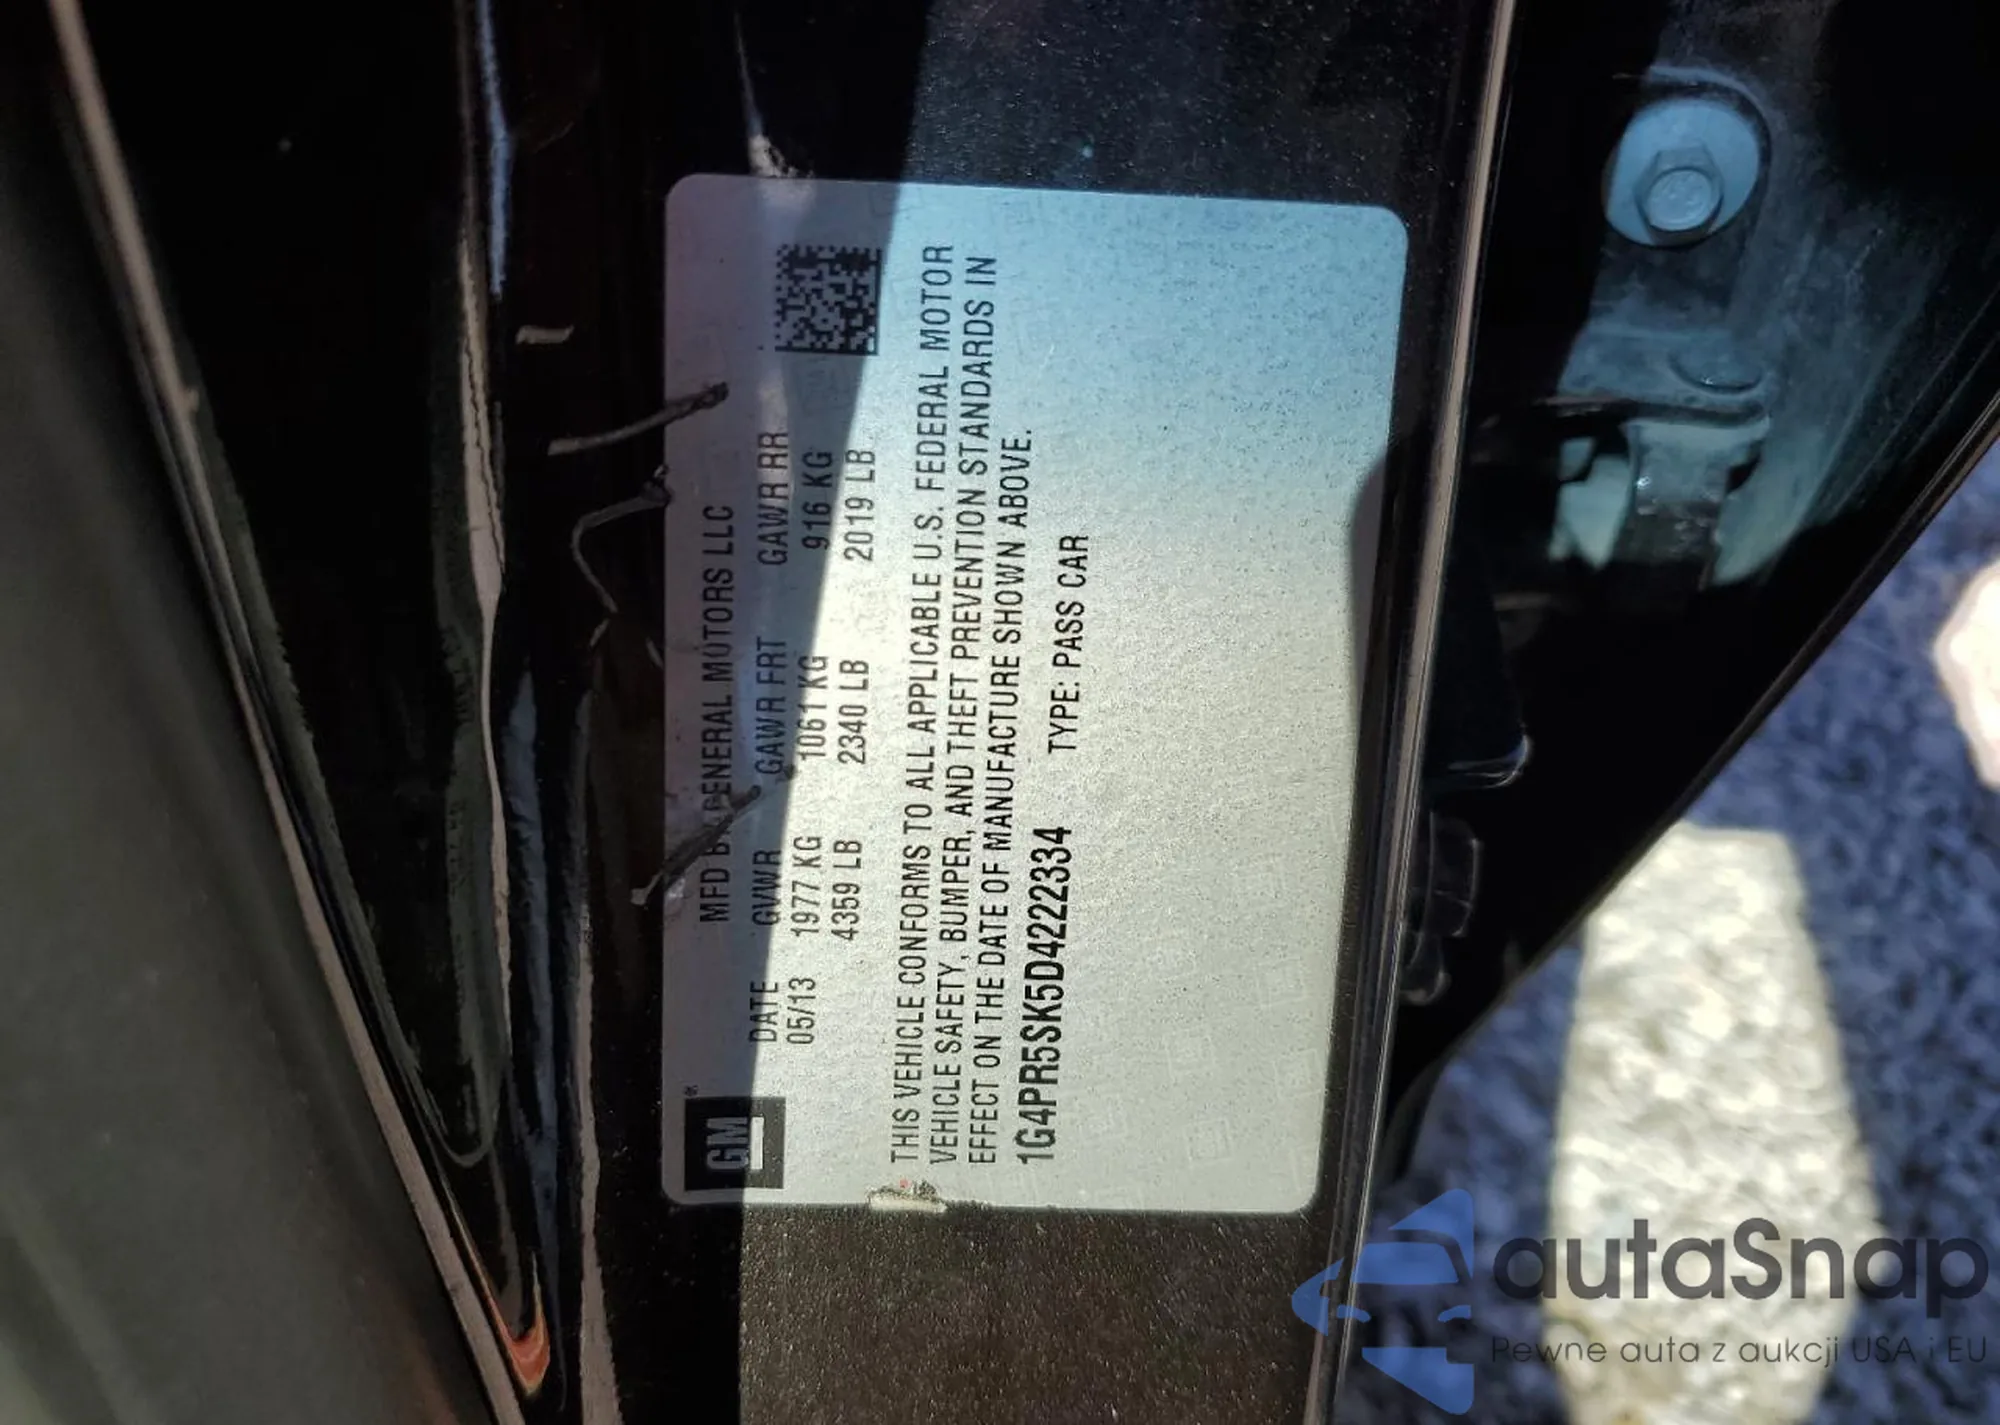 GM
MFD BY GENERAL MOTORS LLC
DATE GVWR GAWR FRT GAWR RR
05/13 1977 KG 1061 KG 916 KG
4359 LB 2340 LB 2019 LB
THIS VEHICLE CONFORMS TO ALL APPLICABLE U.S. FEDERAL MOTOR
VEHICLE SAFETY, BUMPER, AND THEFT PREVENTION STANDARDS IN
EFFECT ON THE DATE OF MANUFACTURE SHOWN ABOVE.
1G4PR5SK5D4222334 TYPE: PASS CAR
autaSnap
Pewne auta z aukcji USA i EU